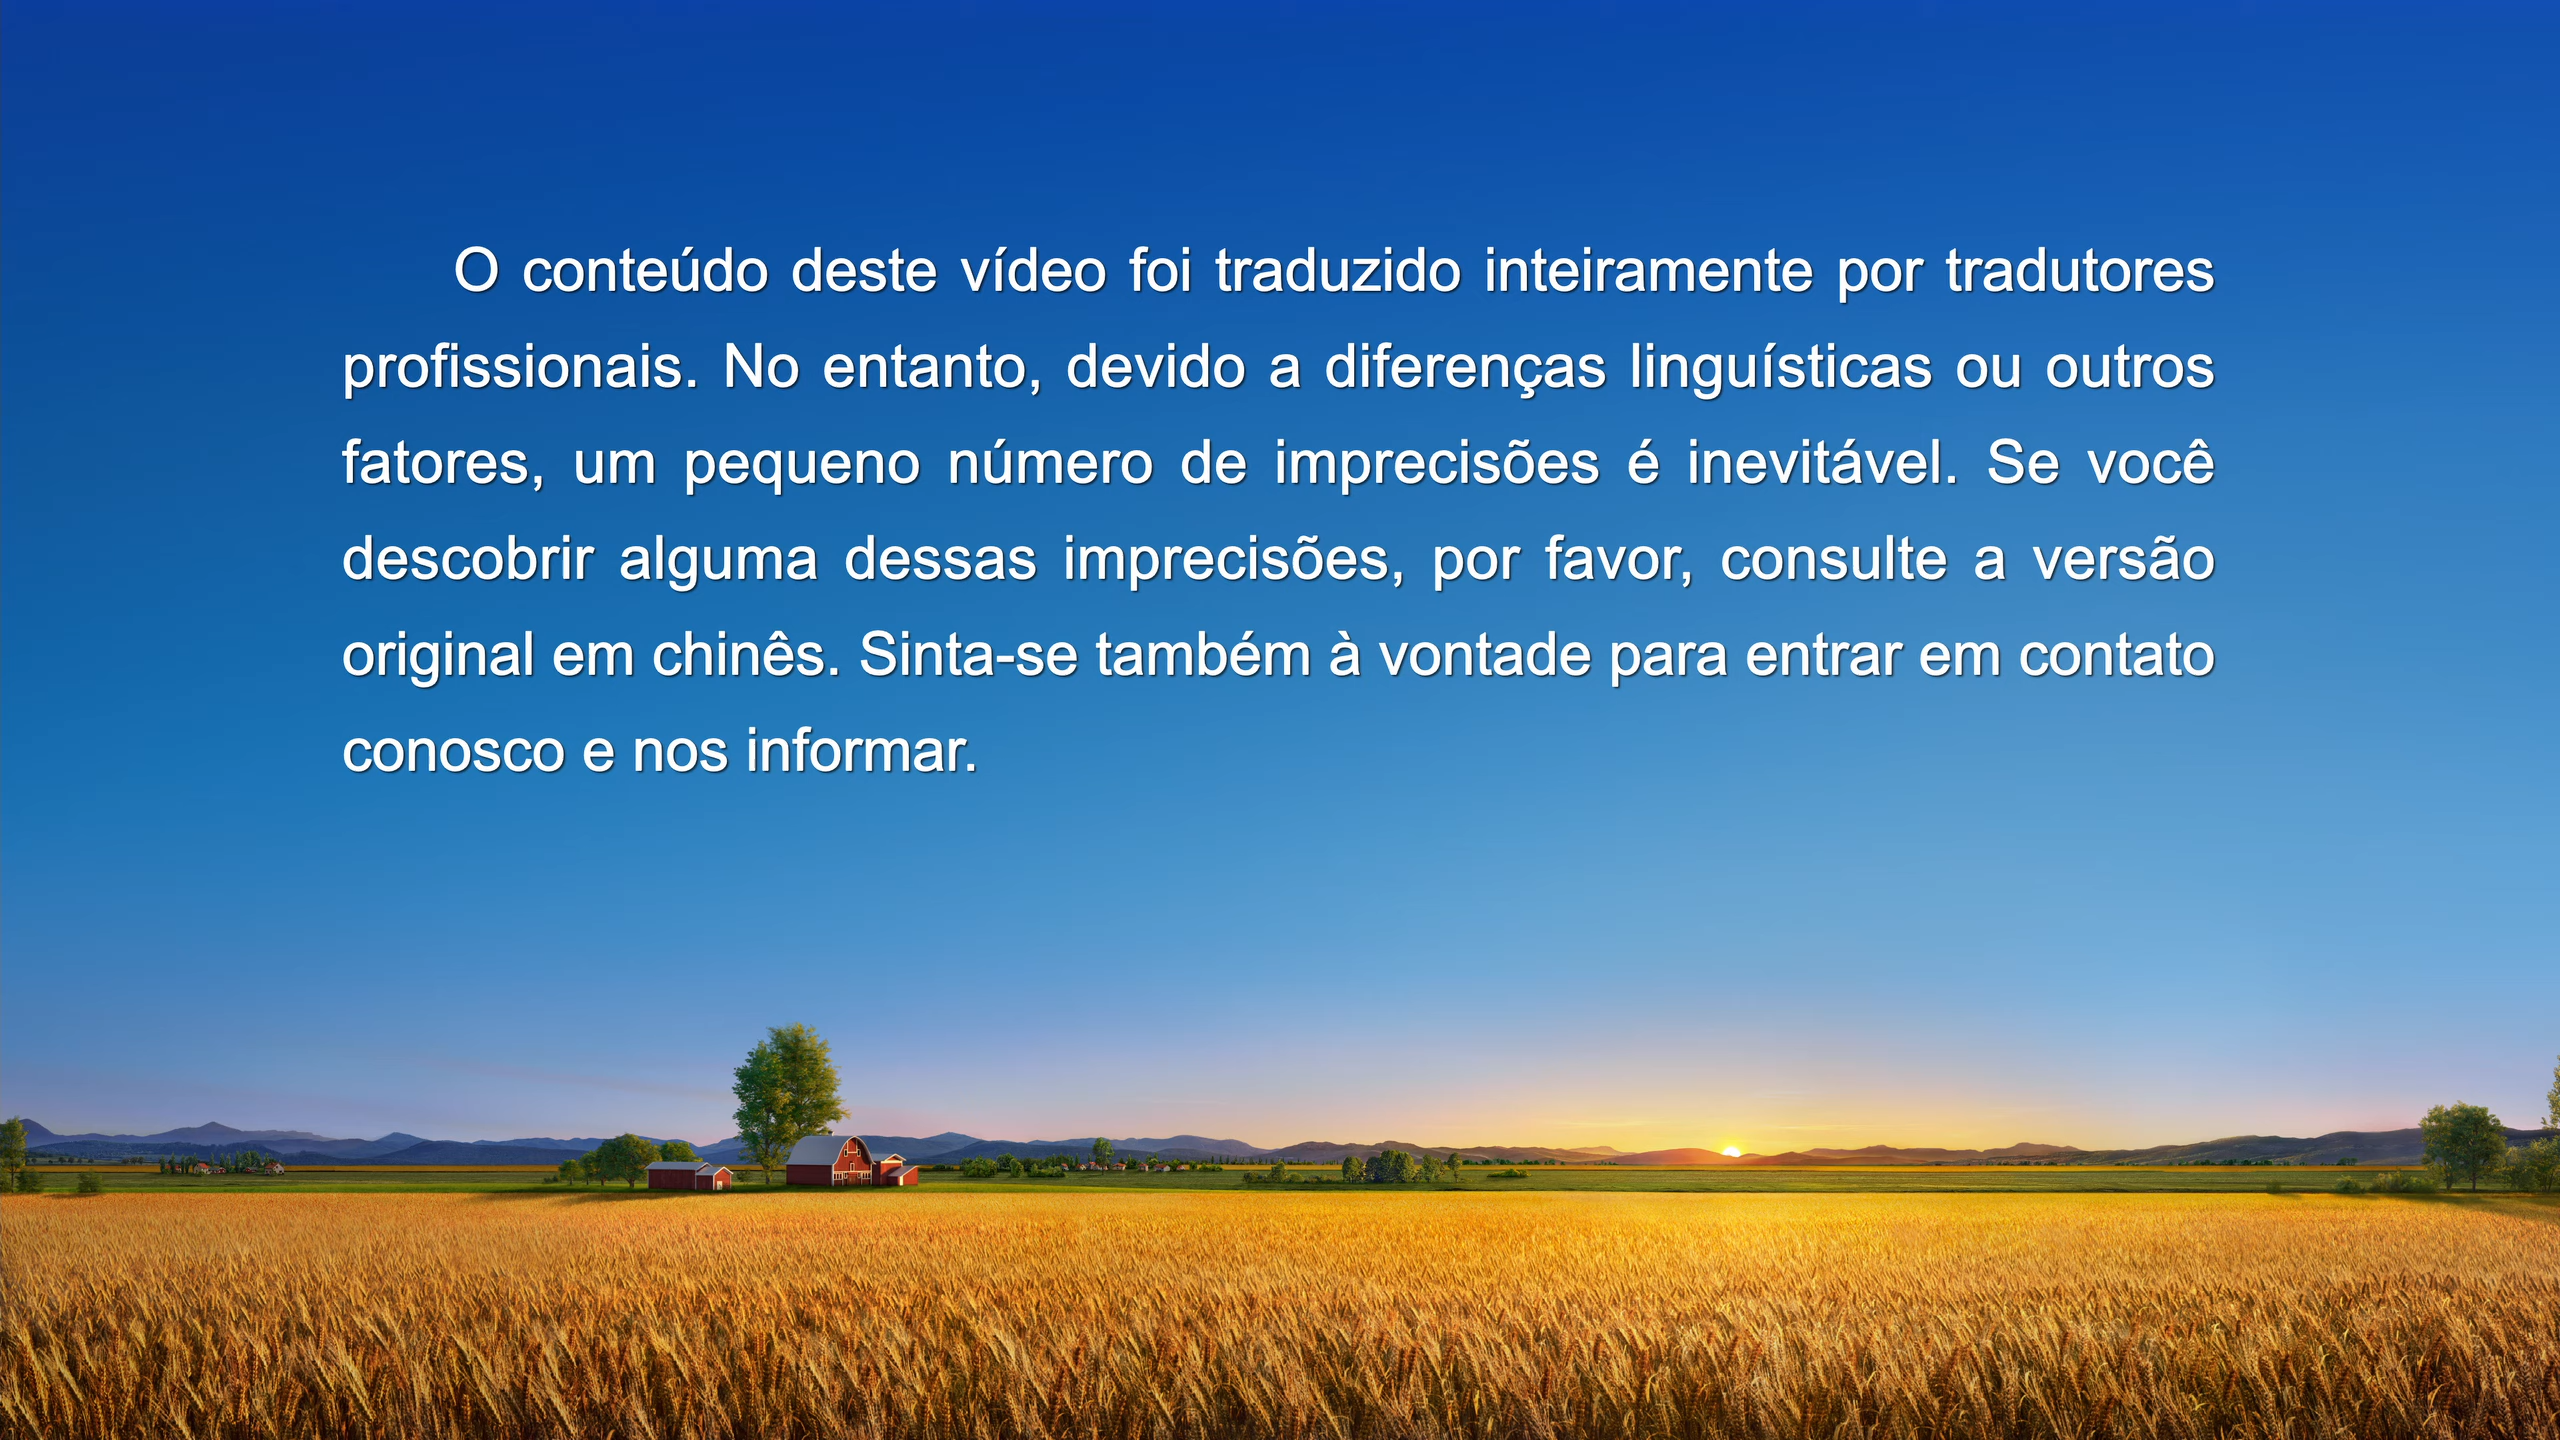 O conteúdo deste vídeo foi traduzido inteiramente por tradutores
profissionais. No entanto, devido a diferenças linguísticas ou outros
fatores, um pequeno número de imprecisões é inevitável. Se você
descobrir alguma dessas imprecisões, por favor, consulte a versão
original em chinês. Sinta-se também à vontade para entrar em contato
conosco e nos informar.